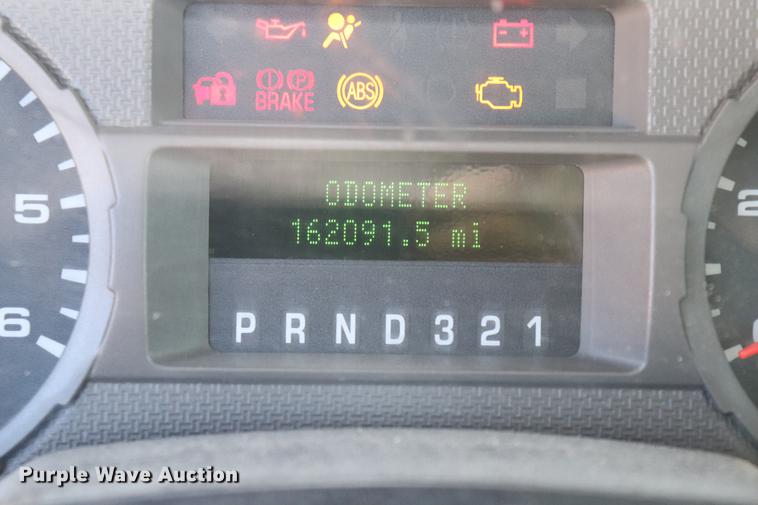 BRAKE
ABS
ODOMETER
162091.5 mi
P R N D 3 2 1
5
6
2
Purple Wave Auction